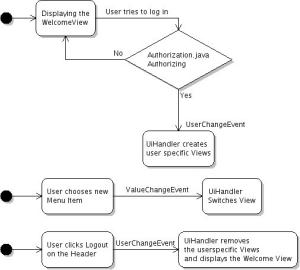 Displaying the
WelcomeView
User tries to log in
No
Authorization.java
Authorizing
Yes
UserChangeEvent
UiHandler creates
user specific Views
User chooses new
Menu Item
ValueChangeEvent
UiHandler
Switches View
User clicks Logout
on the Header
UserChangeEvent
UiHandler removes
the userspecific Views
and displays the Welcome View